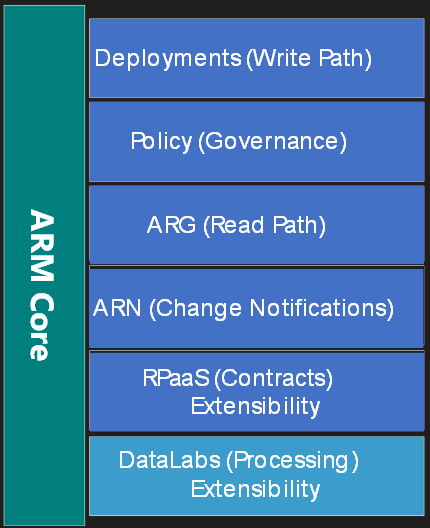 ARM Core
Deployments (Write Path)
Policy (Governance)
ARG (Read Path)
ARN (Change Notifications)
RPaaS (Contracts)
Extensibility
DataLabs (Processing)
Extensibility